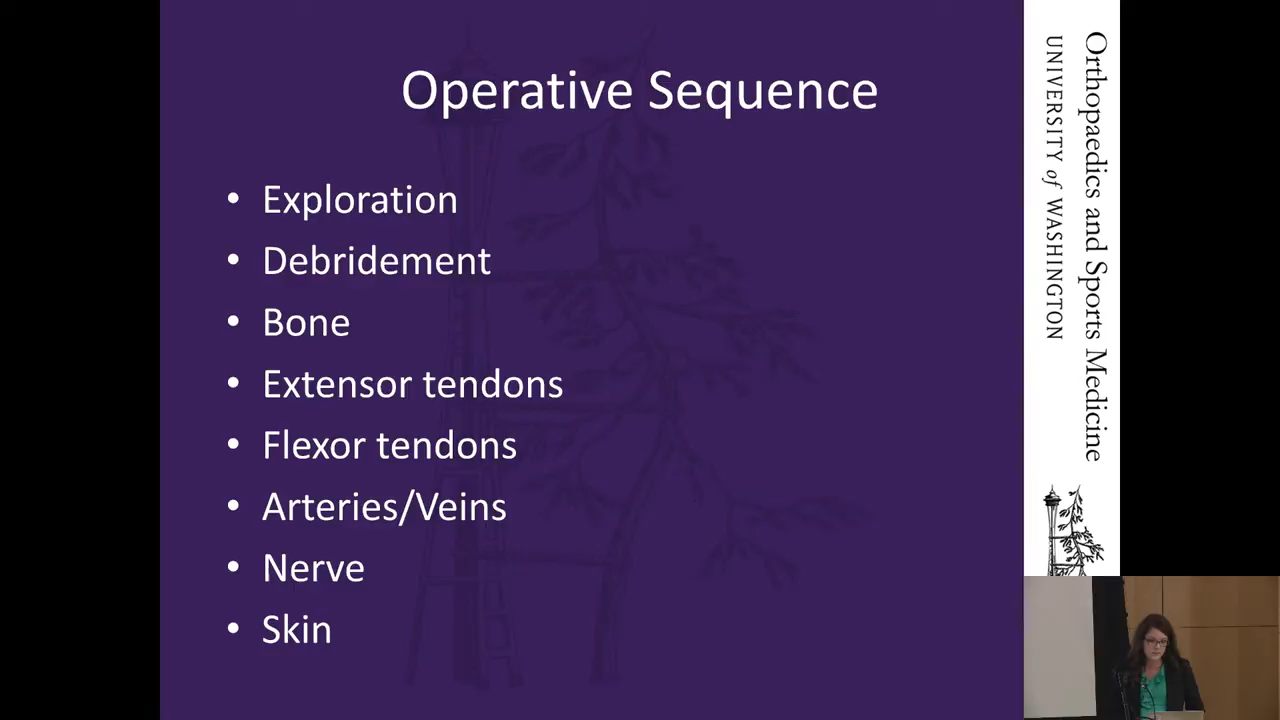 Operative Sequence
• Exploration
• Debridement
• Bone
• Extensor tendons
• Flexor tendons
• Arteries/Veins
• Nerve
• Skin
Orthopaedics and Sports Medicine
UNIVERSITY of WASHINGTON